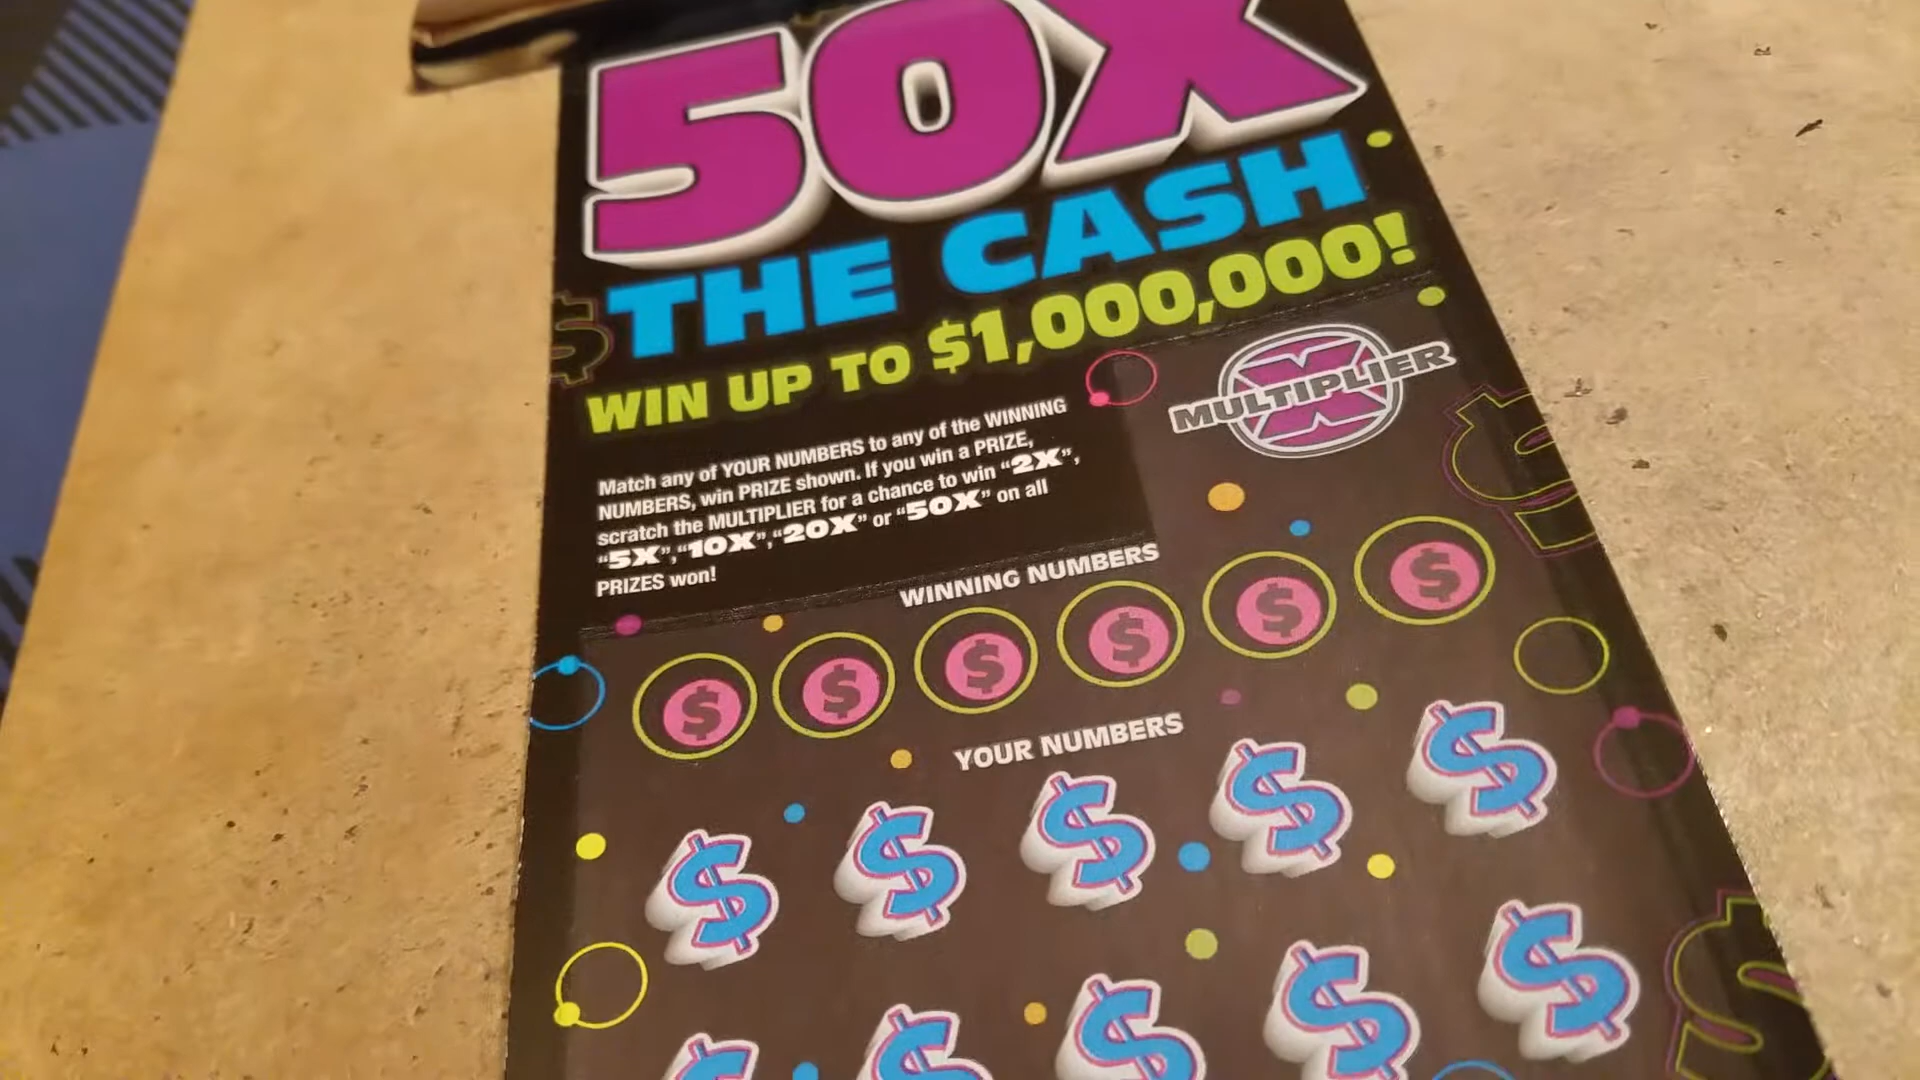 50X
THE CASH
WIN UP TO $1,000,000!
MULTIPLIER
Match any of YOUR NUMBERS to any of the WINNING
NUMBERS, win PRIZE shown. If you win a PRIZE,
scratch the MULTIPLIER for a chance to win “2X”,
“5X”,“10X”,“20X” or “50X” on all
PRIZES won!
WINNING NUMBERS
$ $ $ $ $ $
YOUR NUMBERS
$ $ $ $ $
$ $ $ $ $